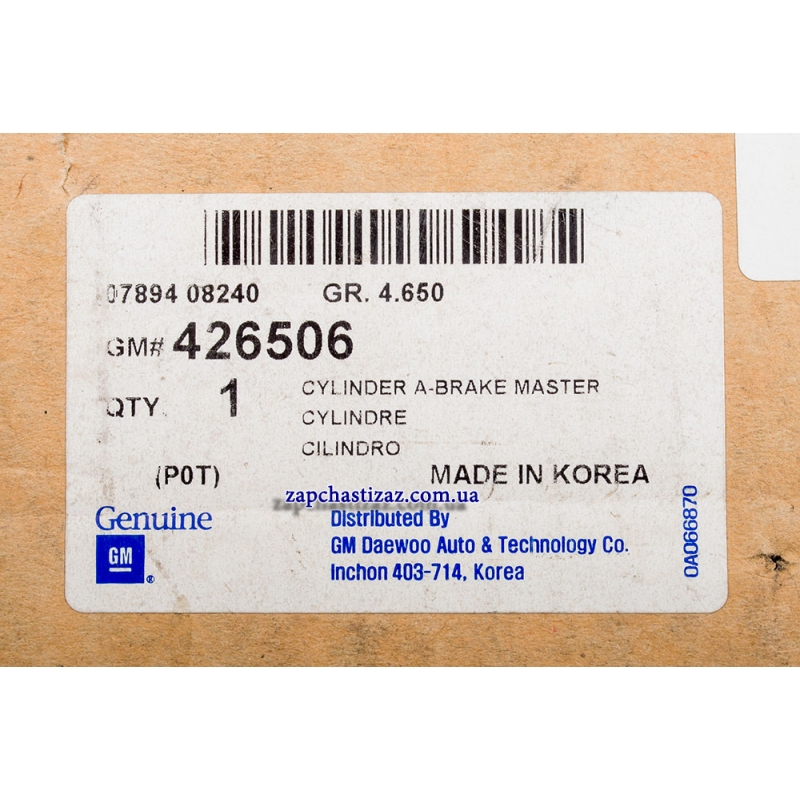 07894 08240 GR. 4.650
GM# 426506
QTY. 1 CYLINDER A-BRAKE MASTER
CYLINDRE
CILINDRO
(P0T) MADE IN KOREA
zapchastizaz.com.ua
Genuine
GM ®
Distributed By
GM Daewoo Auto & Technology Co.
Inchon 403-714, Korea
0A066870